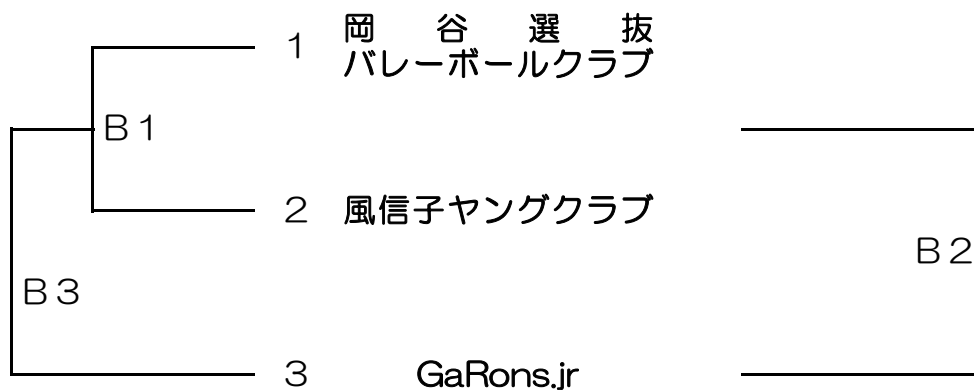 1 岡谷選抜
バレーボールクラブ
B1
2 風信子ヤングクラブ
B2
B3
3 GaRons.jr